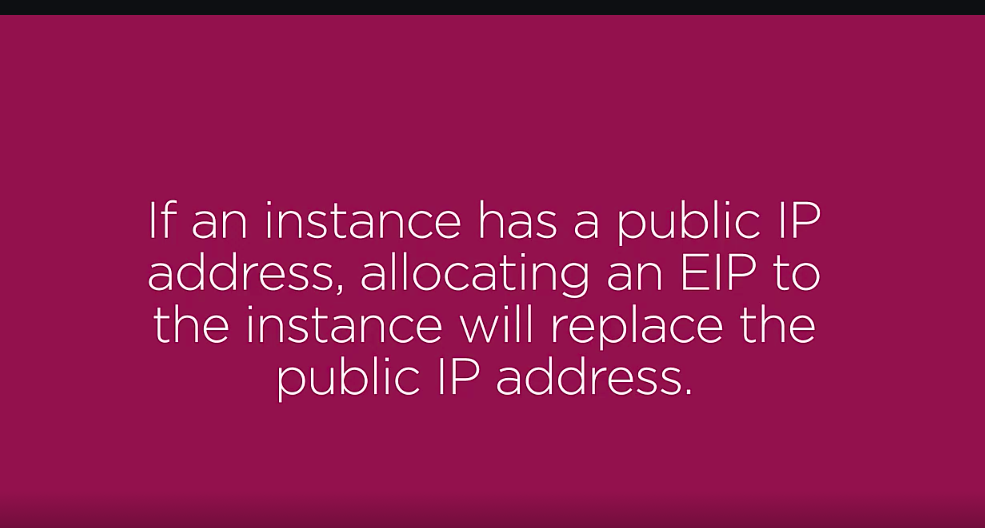 If an instance has a public IP
address, allocating an EIP to
the instance will replace the
public IP address.